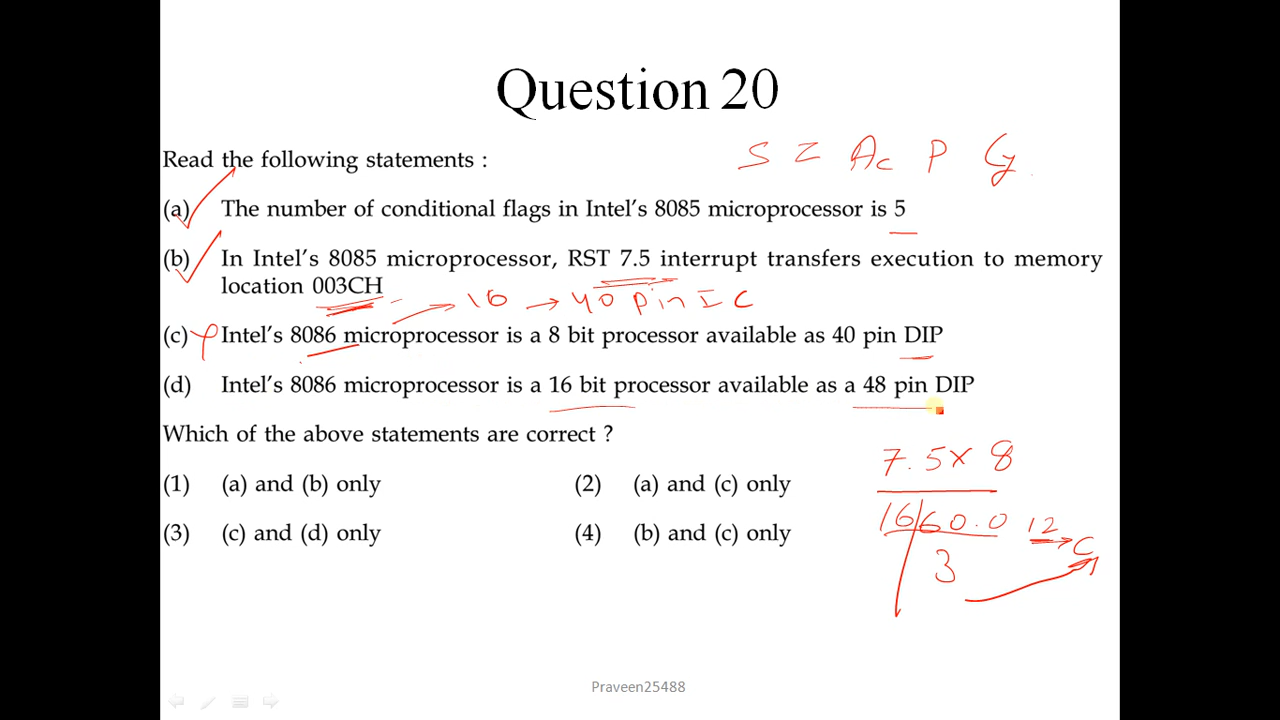 Question 20
Read the following statements :
S Z Ac P Cy
(a) The number of conditional flags in Intel's 8085 microprocessor is 5
(b) In Intel's 8085 microprocessor, RST 7.5 interrupt transfers execution to memory
location 003CH
16 → 40 pin I C
(c) Intel's 8086 microprocessor is a 8 bit processor available as 40 pin DIP
(d) Intel's 8086 microprocessor is a 16 bit processor available as a 48 pin DIP
Which of the above statements are correct ?
7.5 x 8
(1) (a) and (b) only (2) (a) and (c) only
16 60.0 12 → C
(3) (c) and (d) only (4) (b) and (c) only
3
Praveen25488